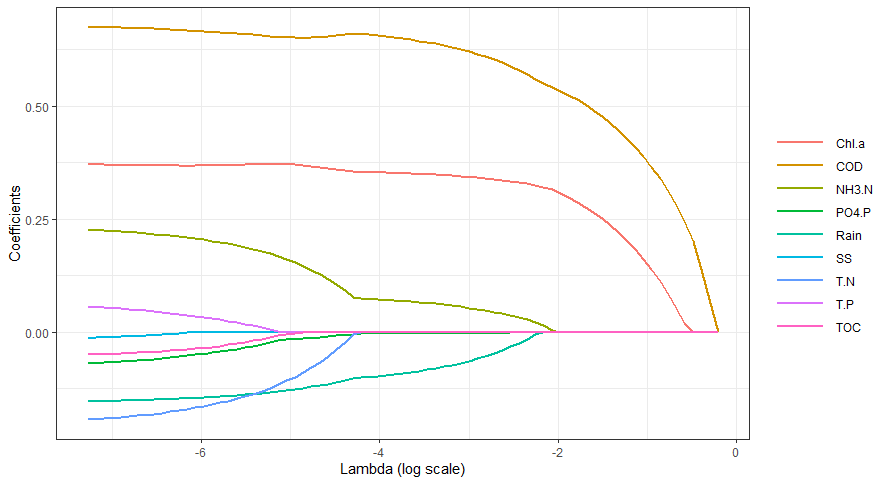 0.50
0.25
0.00
Coefficients
-6
-4
-2
0
Lambda (log scale)
Chl.a
COD
NH3.N
PO4.P
Rain
SS
T.N
T.P
TOC